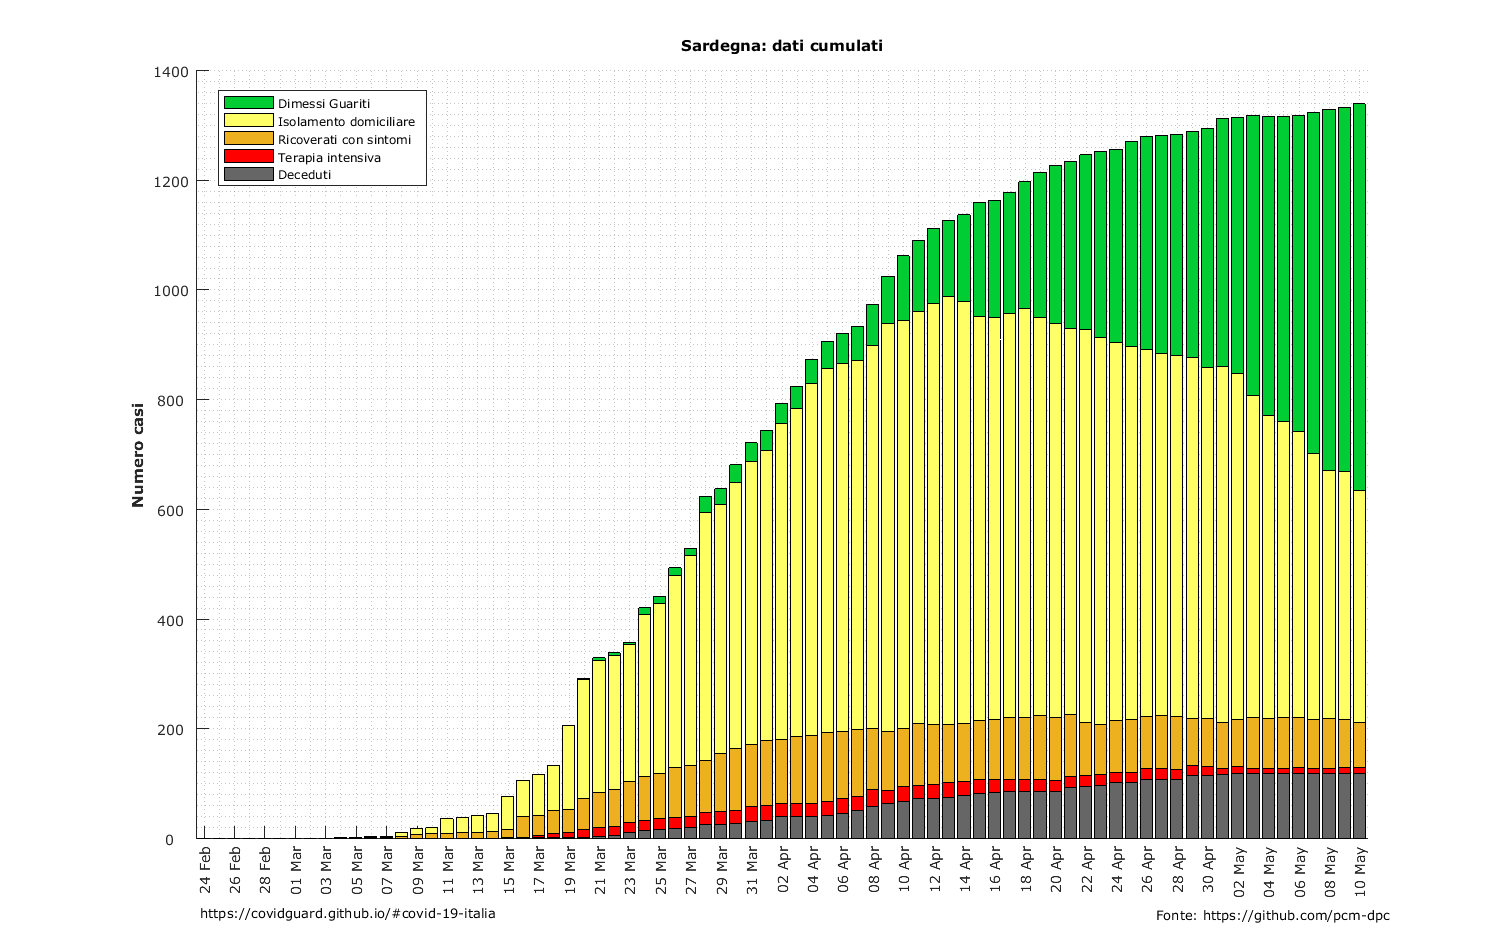 Sardegna: dati cumulati
1400
1200
1000
800
600
400
200
0
Numero casi
Dimessi Guariti
Isolamento domiciliare
Ricoverati con sintomi
Terapia intensiva
Deceduti
24 Feb
26 Feb
28 Feb
01 Mar
03 Mar
05 Mar
07 Mar
09 Mar
11 Mar
13 Mar
15 Mar
17 Mar
19 Mar
21 Mar
23 Mar
25 Mar
27 Mar
29 Mar
31 Mar
02 Apr
04 Apr
06 Apr
08 Apr
10 Apr
12 Apr
14 Apr
16 Apr
18 Apr
20 Apr
22 Apr
24 Apr
26 Apr
28 Apr
30 Apr
02 May
04 May
06 May
08 May
10 May
https://covidguard.github.io/#covid-19-italia
Fonte: https://github.com/pcm-dpc